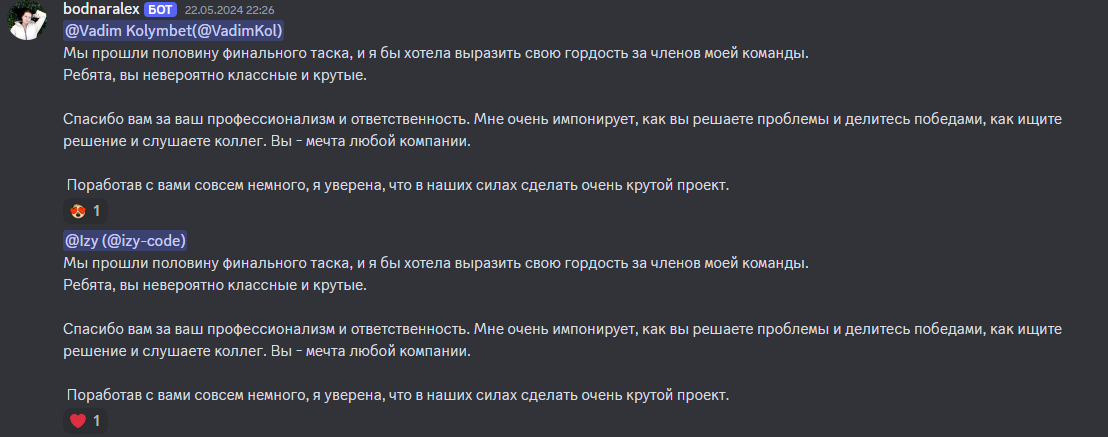 bodnaralex БОТ 22.05.2024 22:26
@Vadim Kolymbet(@VadimKol)
Мы прошли половину финального таска, и я бы хотела выразить свою гордость за членов моей команды.
Ребята, вы невероятно классные и крутые.
Спасибо вам за ваш профессионализм и ответственность. Мне очень импонирует, как вы решаете проблемы и делитесь победами, как ищите
решение и слушаете коллег. Вы - мечта любой компании.
Поработав с вами совсем немного, я уверена, что в наших силах сделать очень крутой проект.
1
@Izy (@izy-code)
Мы прошли половину финального таска, и я бы хотела выразить свою гордость за членов моей команды.
Ребята, вы невероятно классные и крутые.
Спасибо вам за ваш профессионализм и ответственность. Мне очень импонирует, как вы решаете проблемы и делитесь победами, как ищите
решение и слушаете коллег. Вы - мечта любой компании.
Поработав с вами совсем немного, я уверена, что в наших силах сделать очень крутой проект.
1